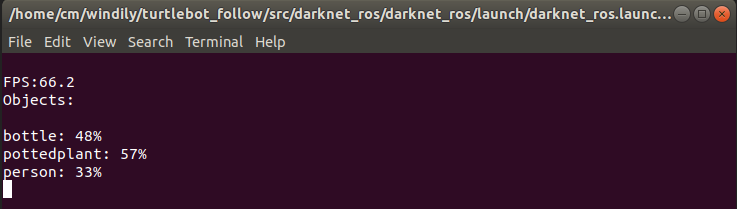 /home/cm/windily/turtlebot_follow/src/darknet_ros/darknet_ros/launch/darknet_ros.launc...
File Edit View Search Terminal Help
FPS:66.2
Objects:
bottle: 48%
pottedplant: 57%
person: 33%